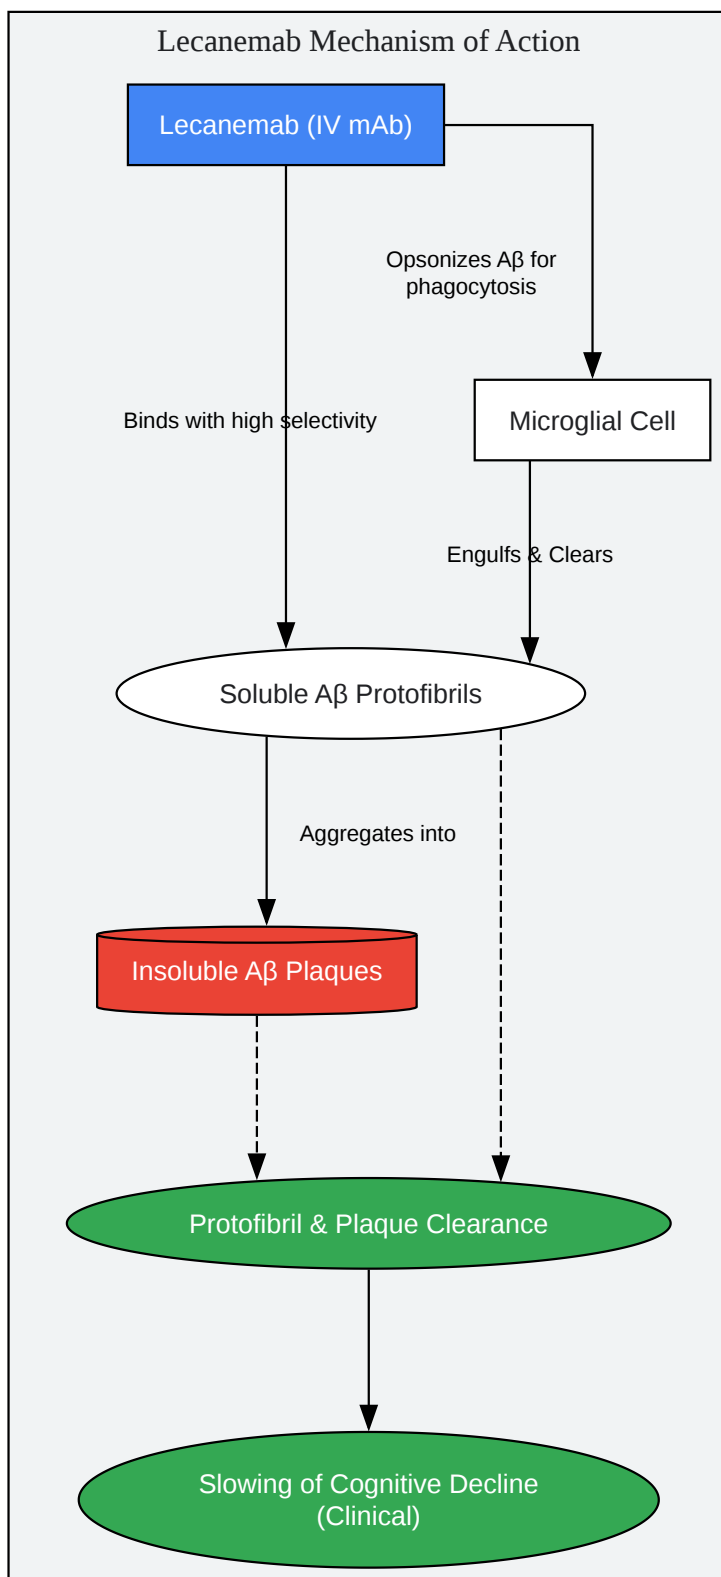 Lecanemab Mechanism of Action
Lecanemab (IV mAb)
Opsonizes Aβ for
phagocytosis
Binds with high selectivity
Microglial Cell
Engulfs & Clears
Soluble Aβ Protofibrils
Aggregates into
Insoluble Aβ Plaques
Protofibril & Plaque Clearance
Slowing of Cognitive Decline
(Clinical)